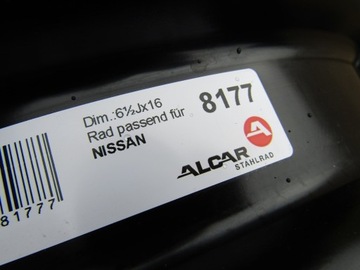 Dim.:6½Jx16
Rad passend für
NISSAN
8177
ALCAR
STAHLRAD
81777